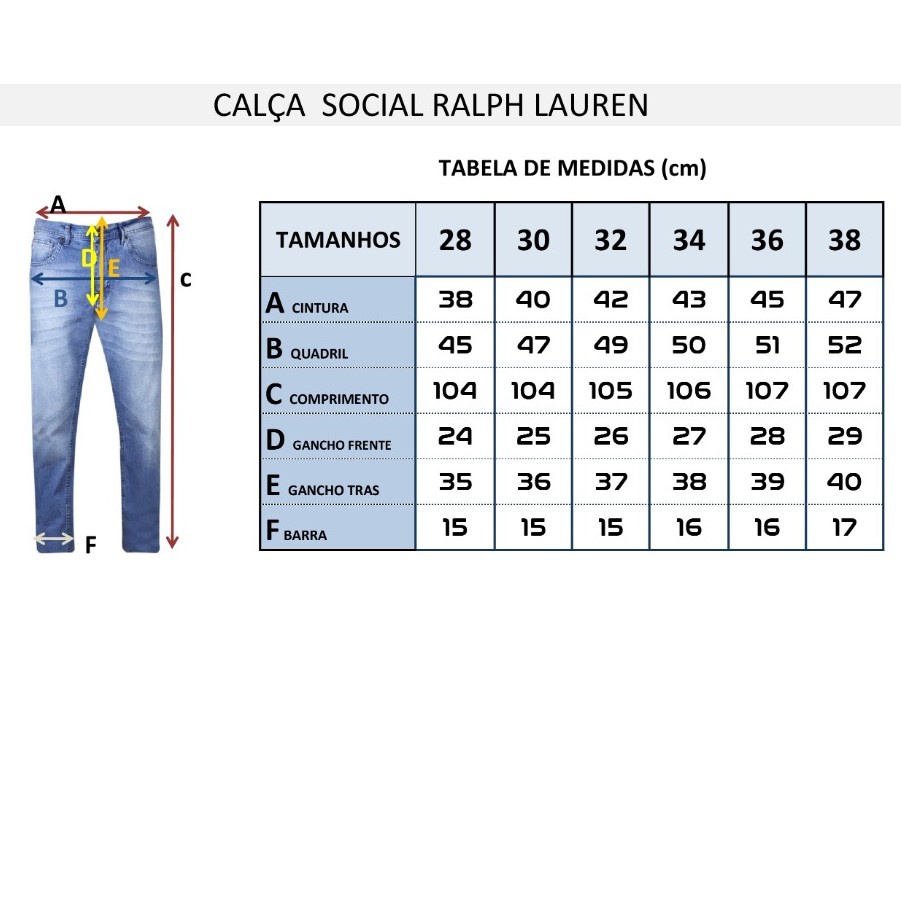 CALÇA  SOCIAL RALPH LAUREN
TABELA DE MEDIDAS (cm)
A
D
E
B
c
F
TAMANHOS 28 30 32 34 36 38
A CINTURA 38 40 42 43 45 47
B QUADRIL 45 47 49 50 51 52
C COMPRIMENTO 104 104 105 106 107 107
D GANCHO FRENTE 24 25 26 27 28 29
E GANCHO TRAS 35 36 37 38 39 40
F BARRA 15 15 15 16 16 17